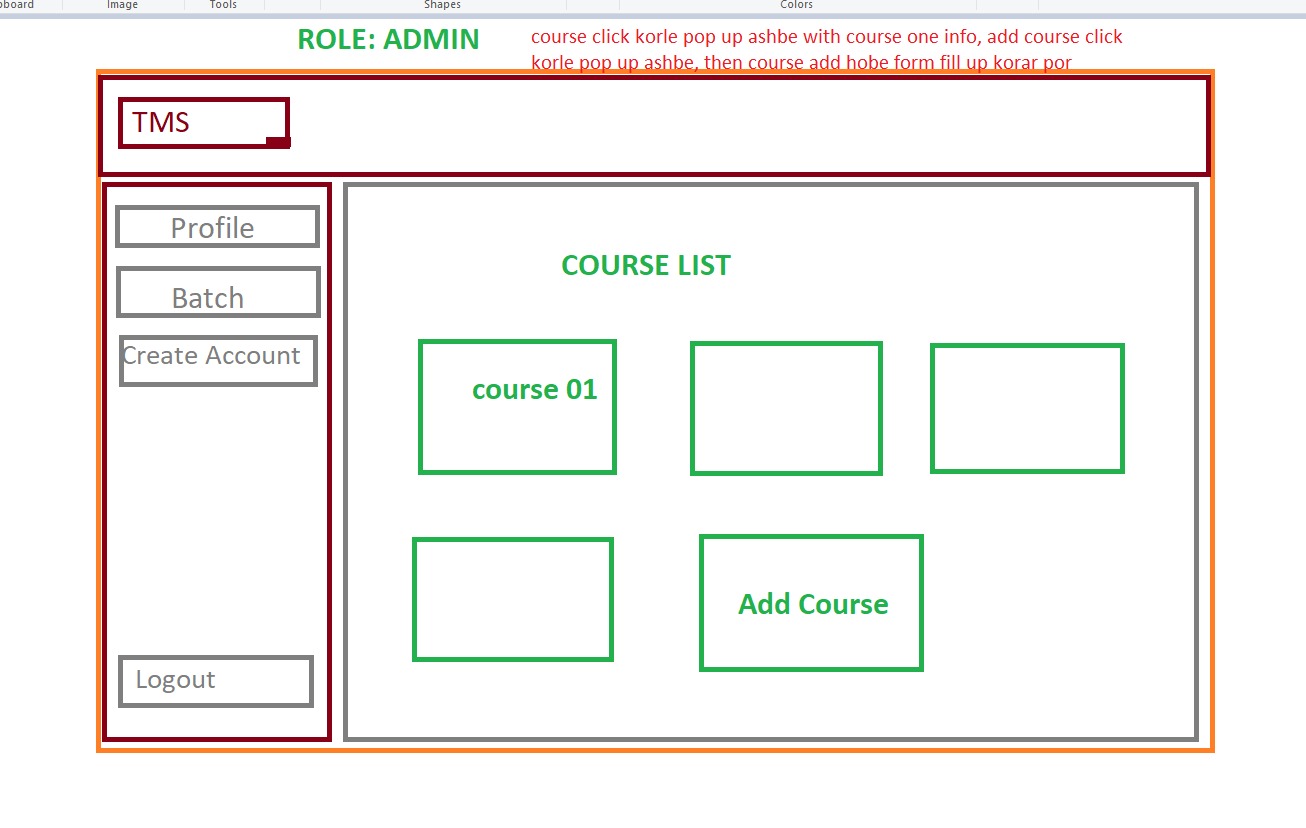 Image
Tools
Shapes
Colors
ROLE: ADMIN
course click korle pop up ashbe with course one info, add course click
korle pop up ashbe, then course add hobe form fill up korar por
TMS
Profile
Batch
Create Account
Logout
COURSE LIST
course 01
Add Course